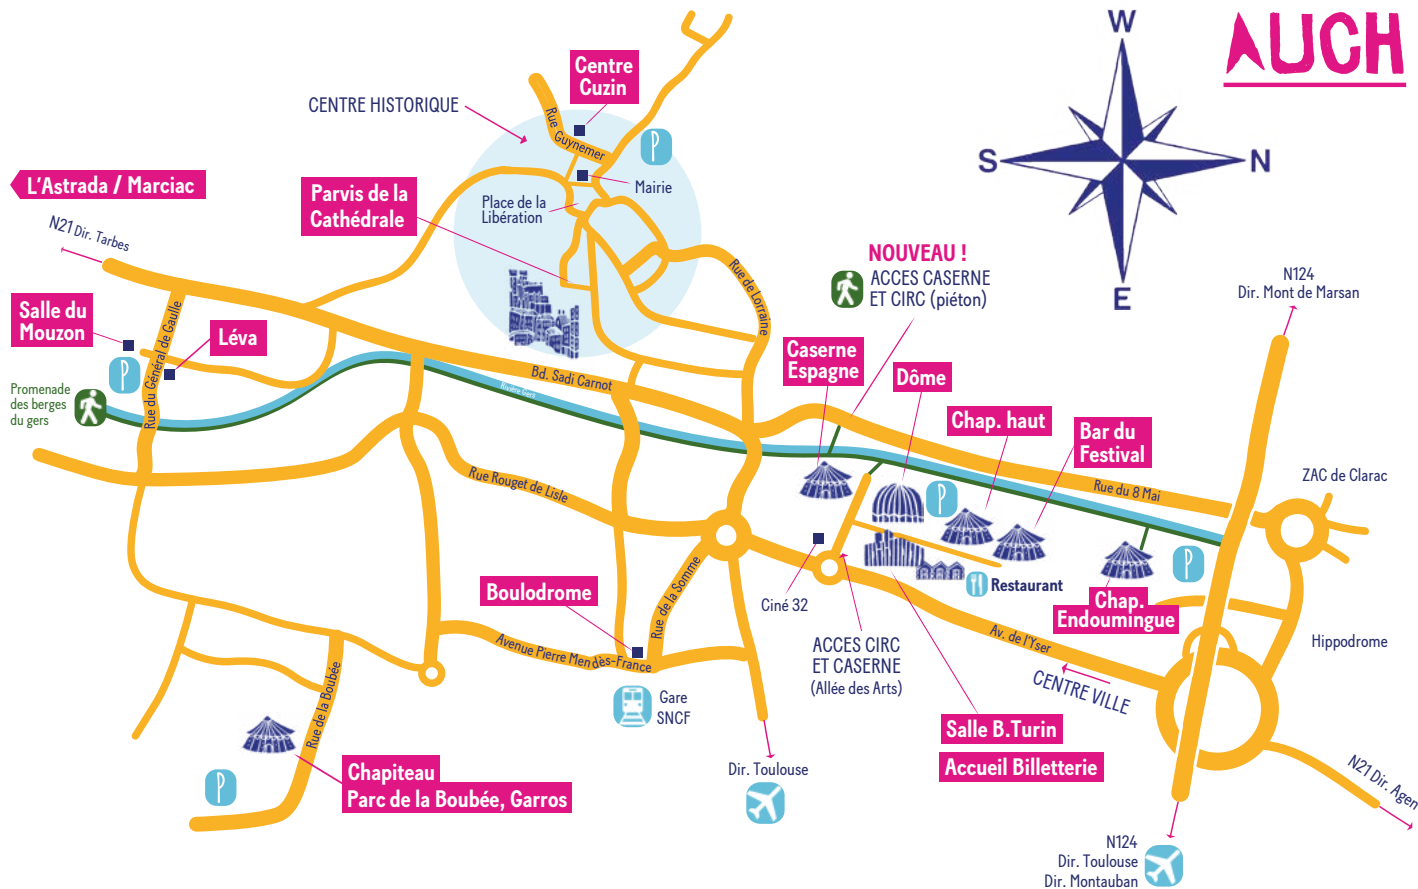 AUCH
W
S
N
E
Centre
Cuzin
CENTRE HISTORIQUE
Rue Guynemer
P
Mairie
Place de la
Libération
L'Astrada / Marciac
Parvis de la
Cathédrale
N21 Dir. Tarbes
NOUVEAU !
ACCES CASERNE
ET CIRC (piéton)
Rue de Lorraine
N124
Dir. Mont de Marsan
Salle du
Mouzon
Léva
Rue du Général de Gaulle
P
Promenade
des berges
du gers
Bd. Sadi Carnot
Rivière Gers
Caserne
Espagne
Dôme
Chap. haut
Bar du
Festival
Rue Rouget de Lisle
Rue du 8 Mai
ZAC de Clarac
P
P
Restaurant
Ciné 32
Chap.
Endoumingue
Boulodrome
Rue de la Somme
Avenue Pierre Mendes-France
ACCES CIRC
ET CASERNE
(Allée des Arts)
Av. de l'Yser
CENTRE VILLE
Hippodrome
Gare
SNCF
Rue de la Boubée
Salle B.Turin
Accueil Billetterie
Chapiteau
Parc de la Boubée, Garros
P
Dir. Toulouse
N21 Dir. Agen
N124
Dir. Toulouse
Dir. Montauban